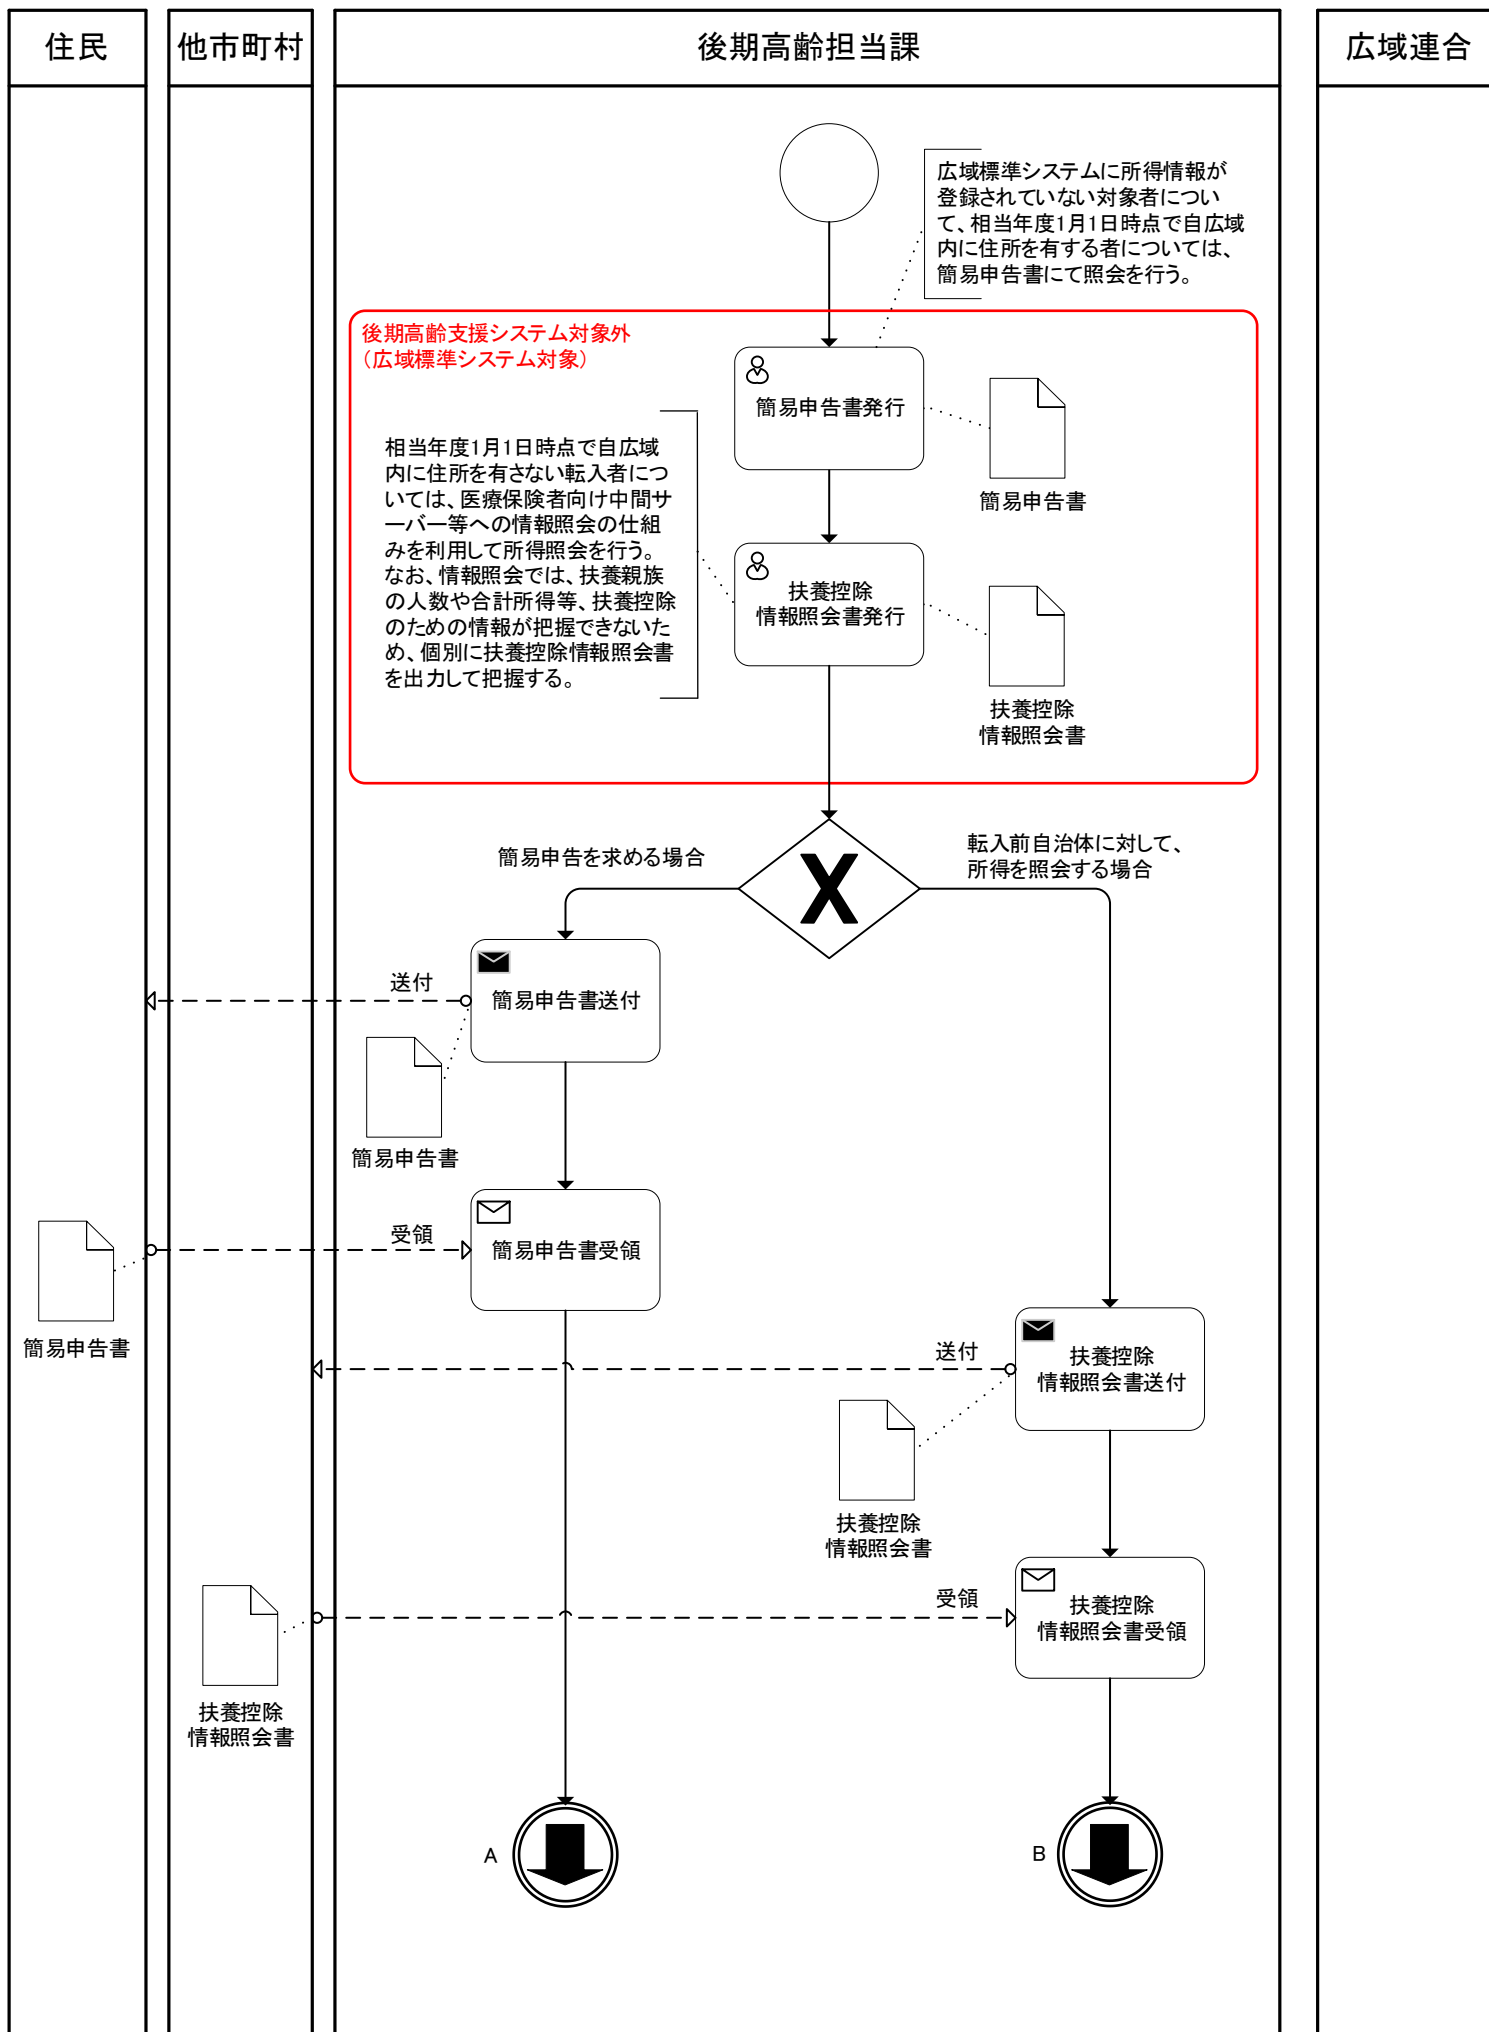 住民
他市町村
後期高齢担当課
広域連合
広域標準システムに所得情報が
登録されていない対象者につい
て、相当年度1月1日時点で自広域
内に住所を有する者については、
簡易申告書にて照会を行う。
後期高齢支援システム対象外
（広域標準システム対象）
簡易申告書発行
簡易申告書
相当年度1月1日時点で自広域
内に住所を有さない転入者につ
いては、医療保険者向け中間サ
ーバー等への情報照会の仕組
みを利用して所得照会を行う。
なお、情報照会では、扶養親族
の人数や合計所得等、扶養控除
のための情報が把握できないた
め、個別に扶養控除情報照会書
を出力して把握する。
扶養控除
情報照会書発行
扶養控除
情報照会書
簡易申告を求める場合
転入前自治体に対して、
所得を照会する場合
X
送付
簡易申告書送付
簡易申告書
受領
簡易申告書受領
簡易申告書
送付
扶養控除
情報照会書送付
扶養控除
情報照会書
受領
扶養控除
情報照会書受領
扶養控除
情報照会書
A
B